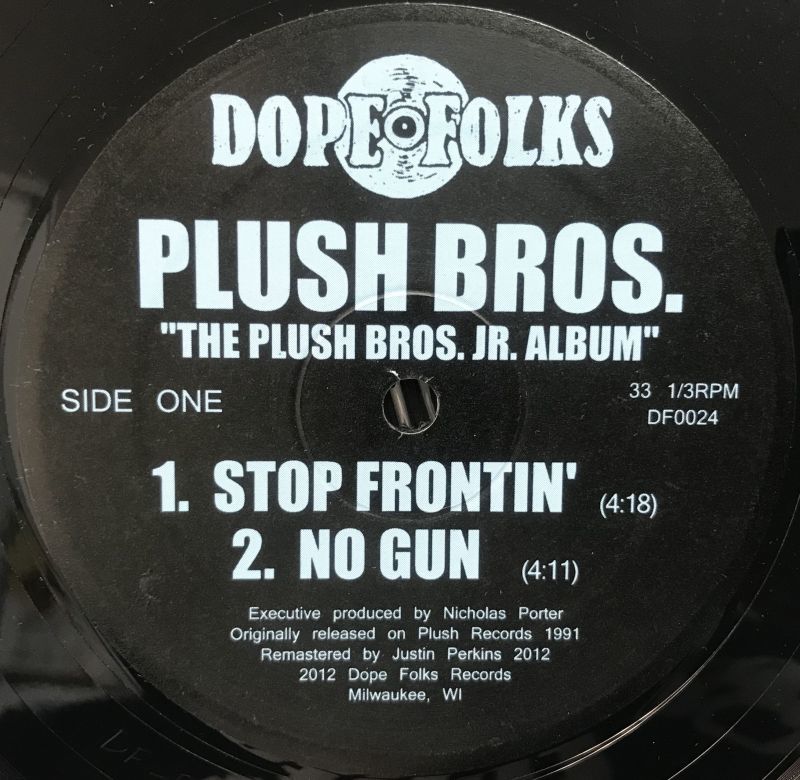 DOPE FOLKS
PLUSH BROS.
"THE PLUSH BROS. JR. ALBUM"
SIDE ONE
33 1/3RPM
DF0024
1. STOP FRONTIN' (4:18)
2. NO GUN (4:11)
Executive produced by Nicholas Porter
Originally released on Plush Records 1991
Remastered by Justin Perkins 2012
2012 Dope Folks Records
Milwaukee, WI